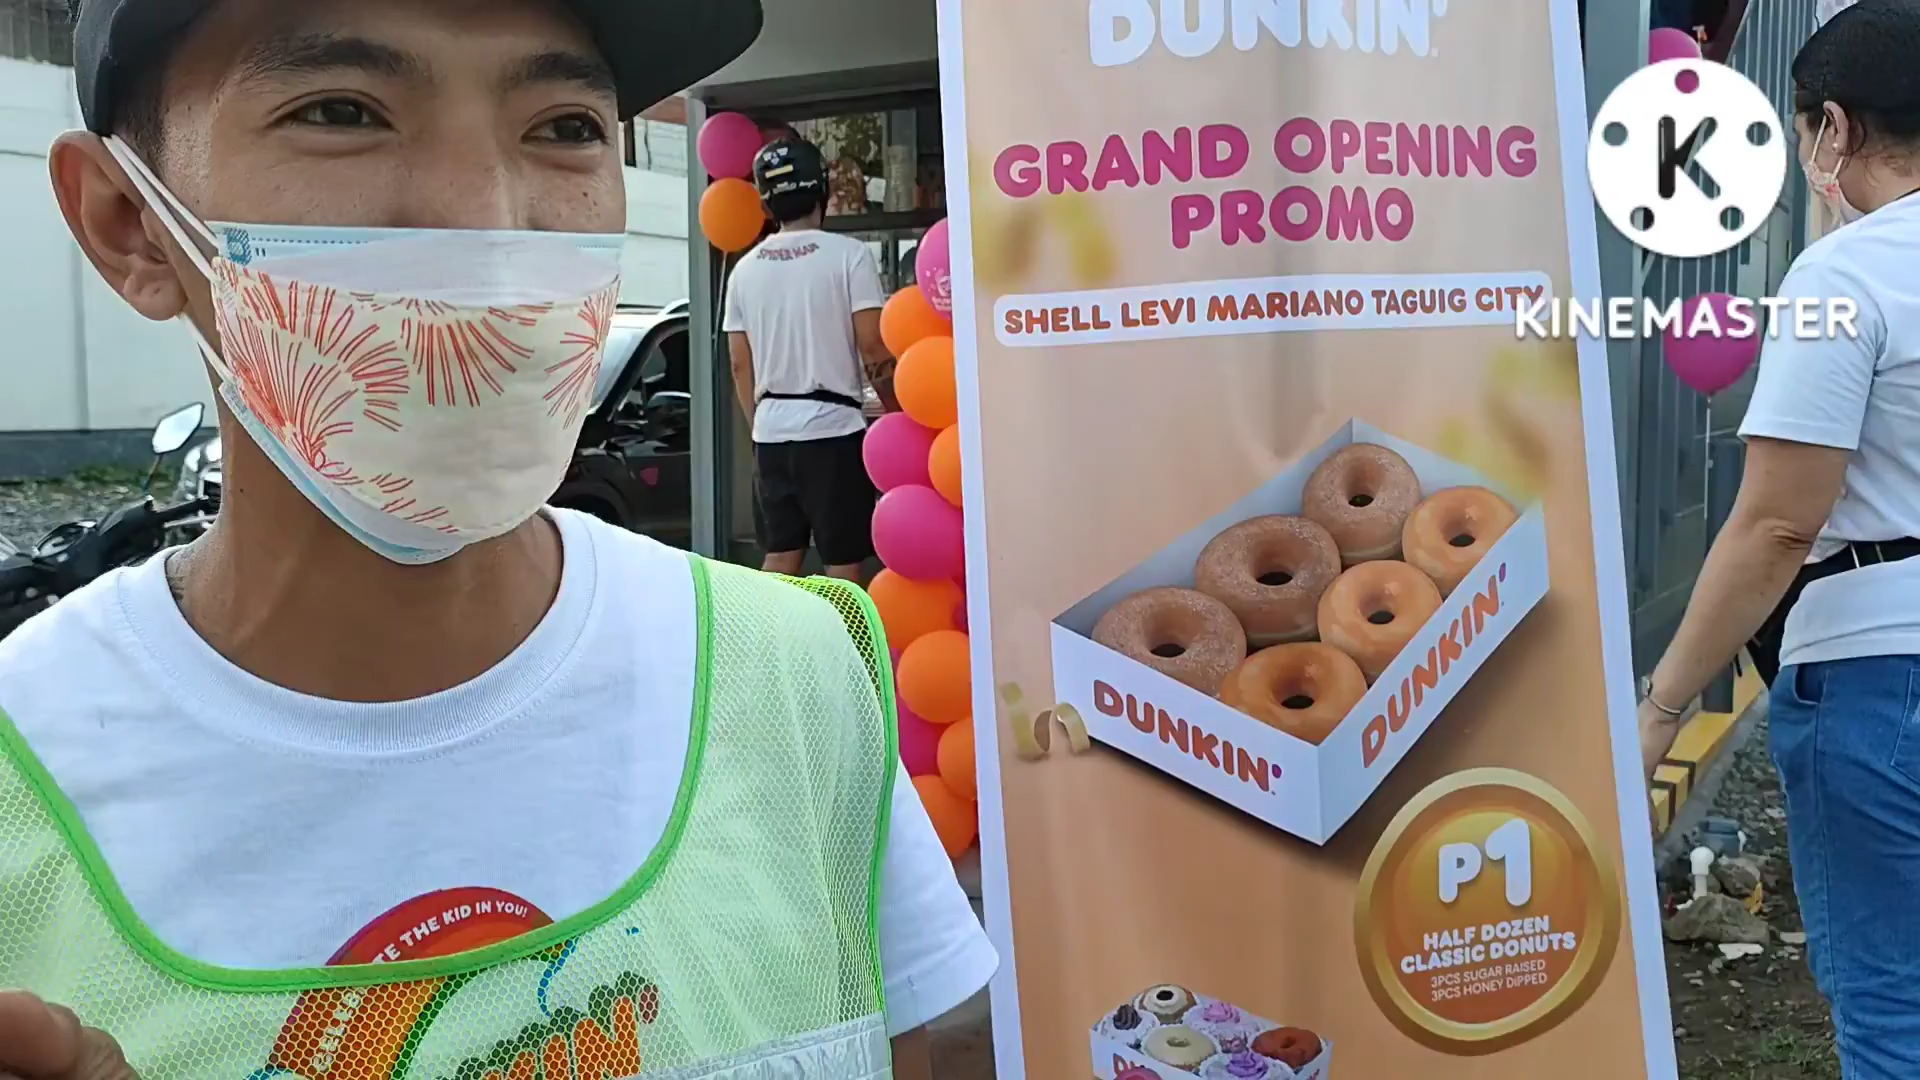 DUNKIN'
GRAND OPENING
PROMO
SHELL LEVI MARIANO TAGUIG CITY
K
KINEMASTER
SPIDERMAN
DUNKIN'
DUNKIN'
P1
HALF DOZEN
CLASSIC DONUTS
3PCS SUGAR RAISED
3PCS HONEY DIPPED
THE KID IN YOU!